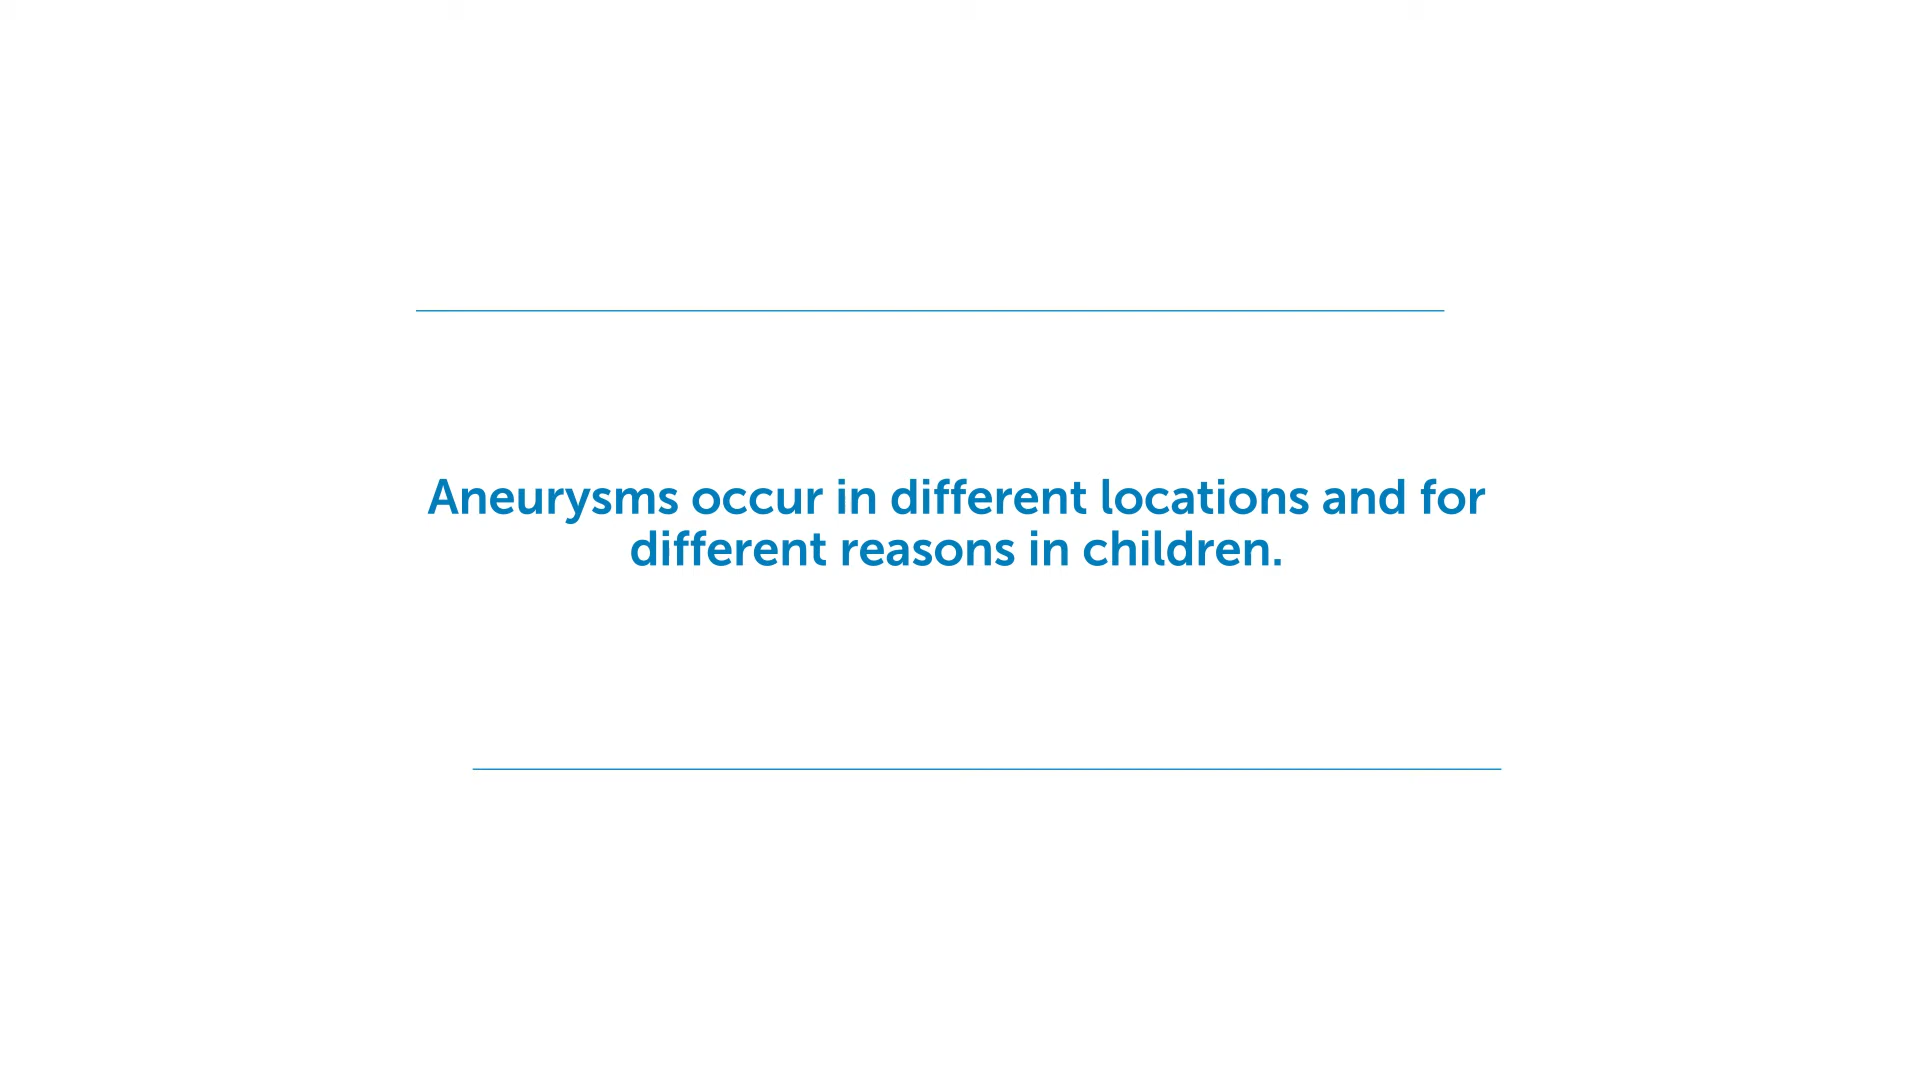 Aneurysms occur in different locations and for
different reasons in children.